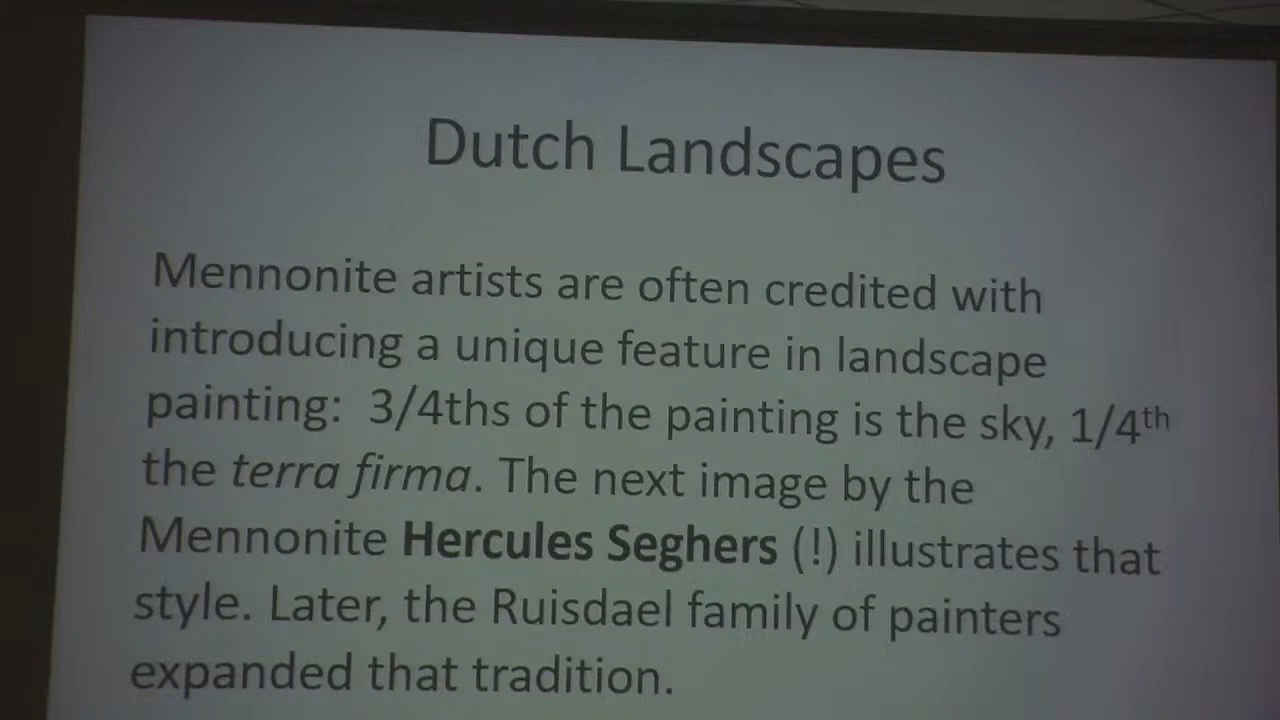 Dutch Landscapes
Mennonite artists are often credited with
introducing a unique feature in landscape
painting:  3/4ths of the painting is the sky, 1/4th
the terra firma. The next image by the
Mennonite Hercules Seghers (!) illustrates that
style. Later, the Ruisdael family of painters
expanded that tradition.